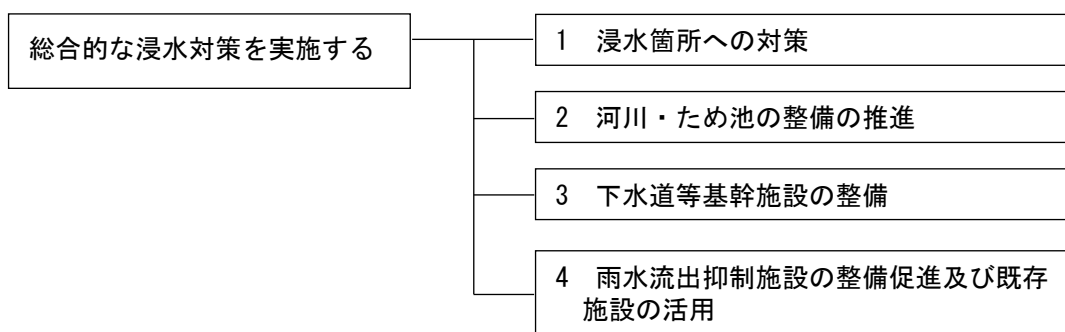 総合的な浸水対策を実施する
1　浸水箇所への対策
2　河川・ため池の整備の推進
3　下水道等基幹施設の整備
4　雨水流出抑制施設の整備促進及び既存
施設の活用